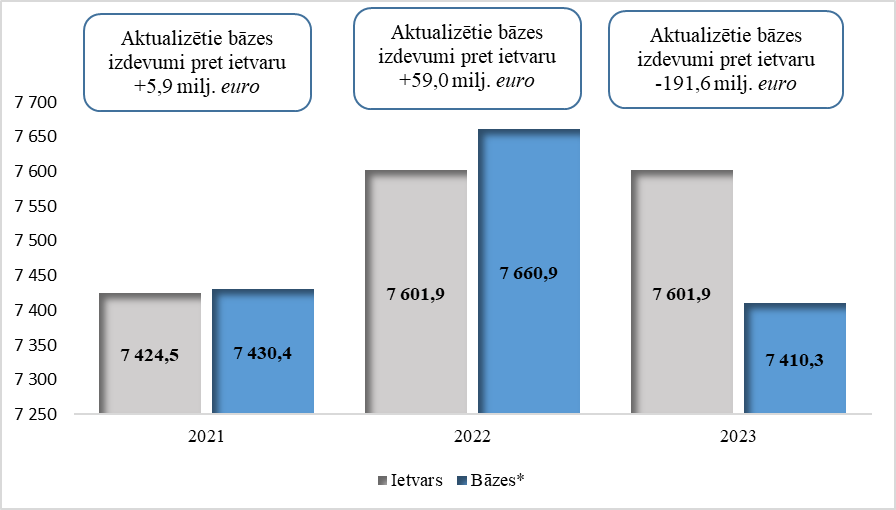 Aktualizētie bāzes
izdevumi pret ietvaru
+5,9 milj. euro
Aktualizētie bāzes
izdevumi pret ietvaru
+59,0 milj. euro
Aktualizētie bāzes
izdevumi pret ietvaru
-191,6 milj. euro
7 700
7 650
7 600
7 550
7 500
7 450
7 400
7 350
7 300
7 250
7 424,5
7 430,4
7 601,9
7 660,9
7 601,9
7 410,3
2021
2022
2023
Ietvars
Bāzes*